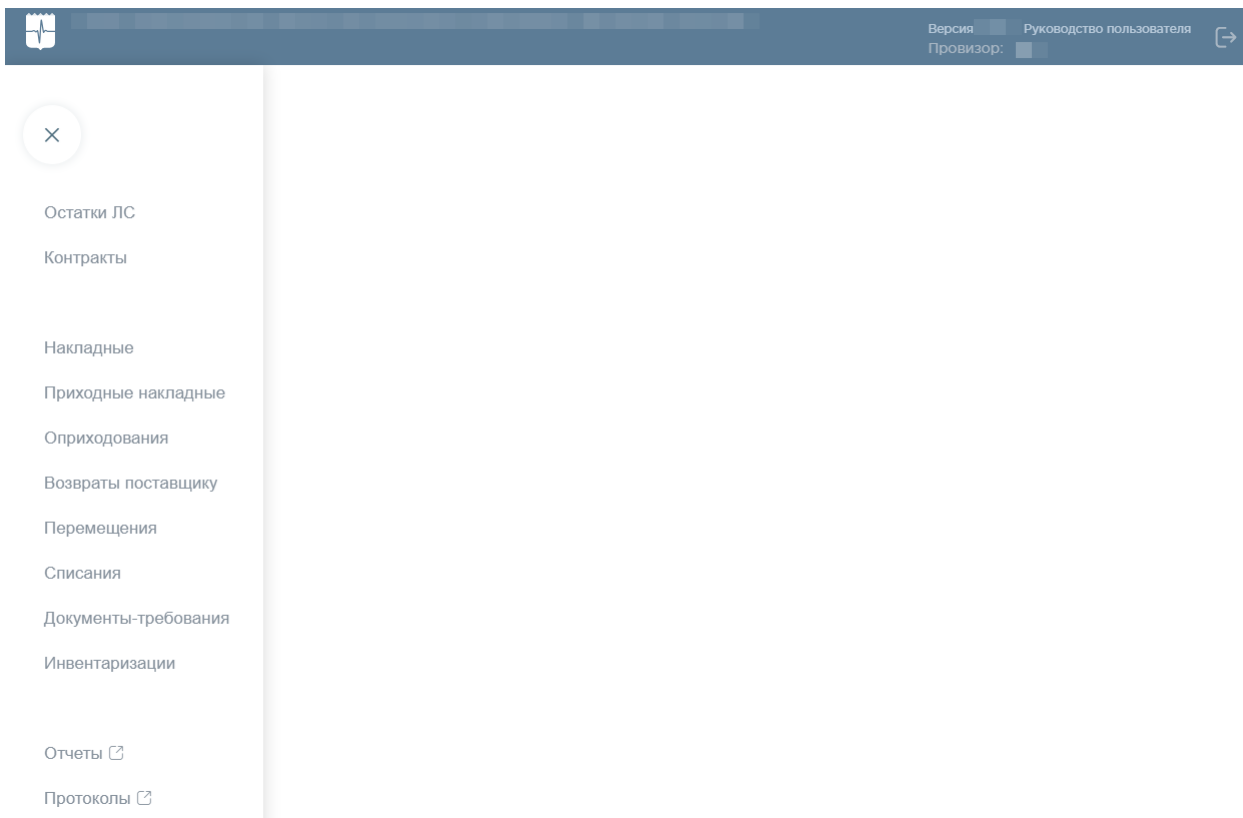 Версия Руководство пользователя
Провизор:
Остатки ЛС
Контракты
Накладные
Приходные накладные
Оприходования
Возвраты поставщику
Перемещения
Списания
Документы-требования
Инвентаризации
Отчеты
Протоколы